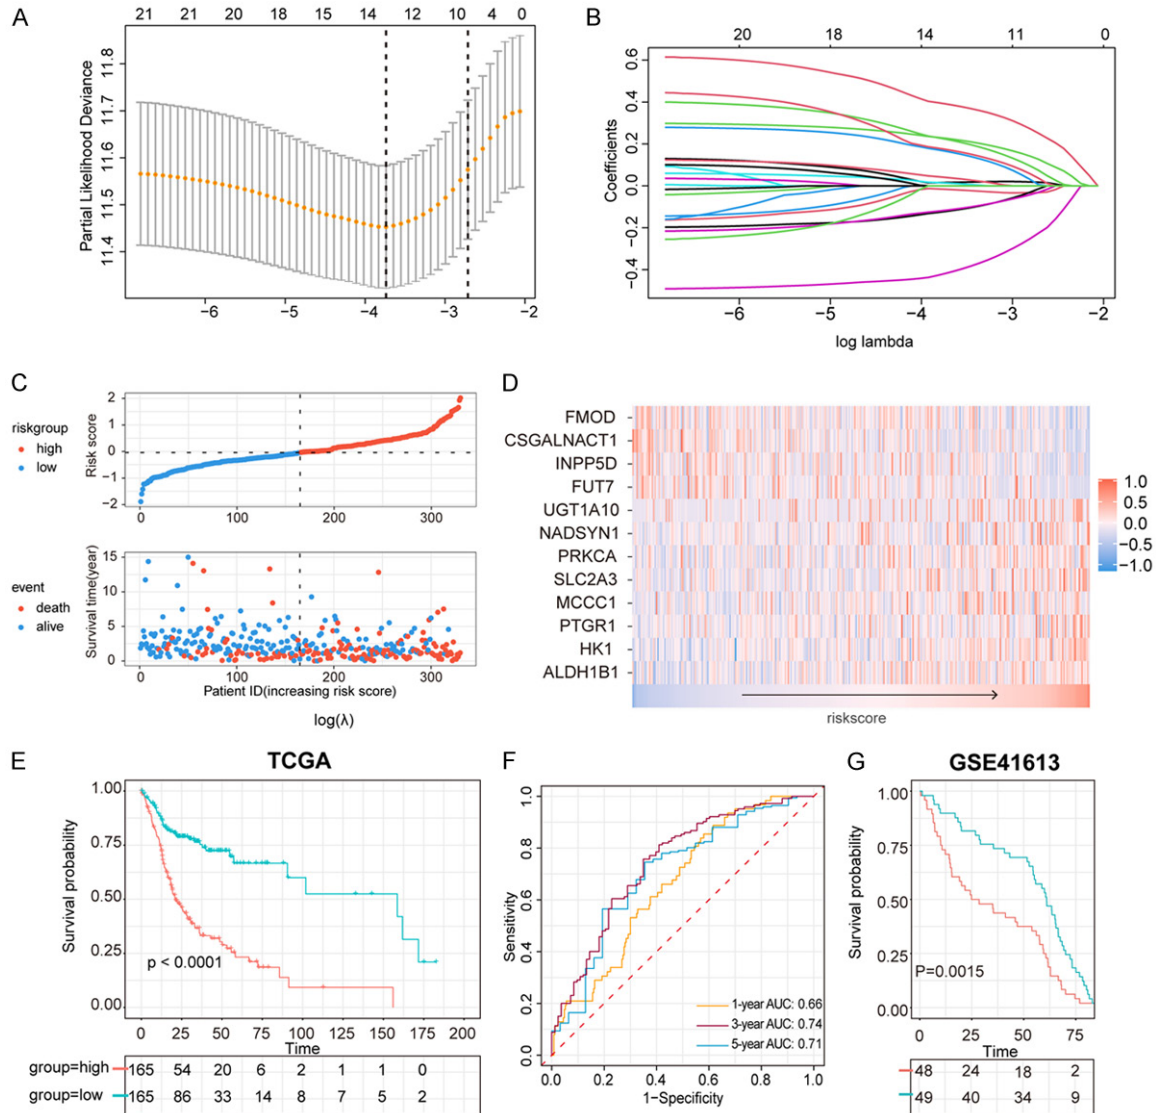 A
21 21 20 18 15 14 12 10 4 0
Partial Likelihood Deviance
11.8
11.7
11.6
11.5
11.4
−6 −5 −4 −3 −2
B
20 18 14 11 0
Coefficients
0.6
0.4
0.2
0.0
−0.2
−0.4
−6 −5 −4 −3 −2
log lambda
C
riskgroup
high
low
Risk score
2
1
0
−1
−2
0 100 200 300
event
death
alive
Survival time(year)
15
10
5
0
0 100 200 300
Patient ID(increasing risk score)
log(λ)
D
FMOD
CSGALNACT1
INPP5D
FUT7
UGT1A10
NADSYN1
PRKCA
SLC2A3
MCCC1
PTGR1
HK1
ALDH1B1
riskscore
1.0
0.5
0.0
−0.5
−1.0
E
TCGA
Survival probability
1.00
0.75
0.50
0.25
0.00
p < 0.0001
0 25 50 75 100 125 150 175 200
Time
group=high 165 54 20 6 2 1 1 0
group=low 165 86 33 14 8 7 5 2
F
Sensitivity
1.0
0.8
0.6
0.4
0.2
0.0
1-year AUC: 0.66
3-year AUC: 0.74
5-year AUC: 0.71
0.0 0.2 0.4 0.6 0.8 1.0
1−Specificity
G
GSE41613
Survival probability
1.00
0.75
0.50
0.25
0.00
P=0.0015
0 25 50 75
Time
48 24 18 2
49 40 34 9